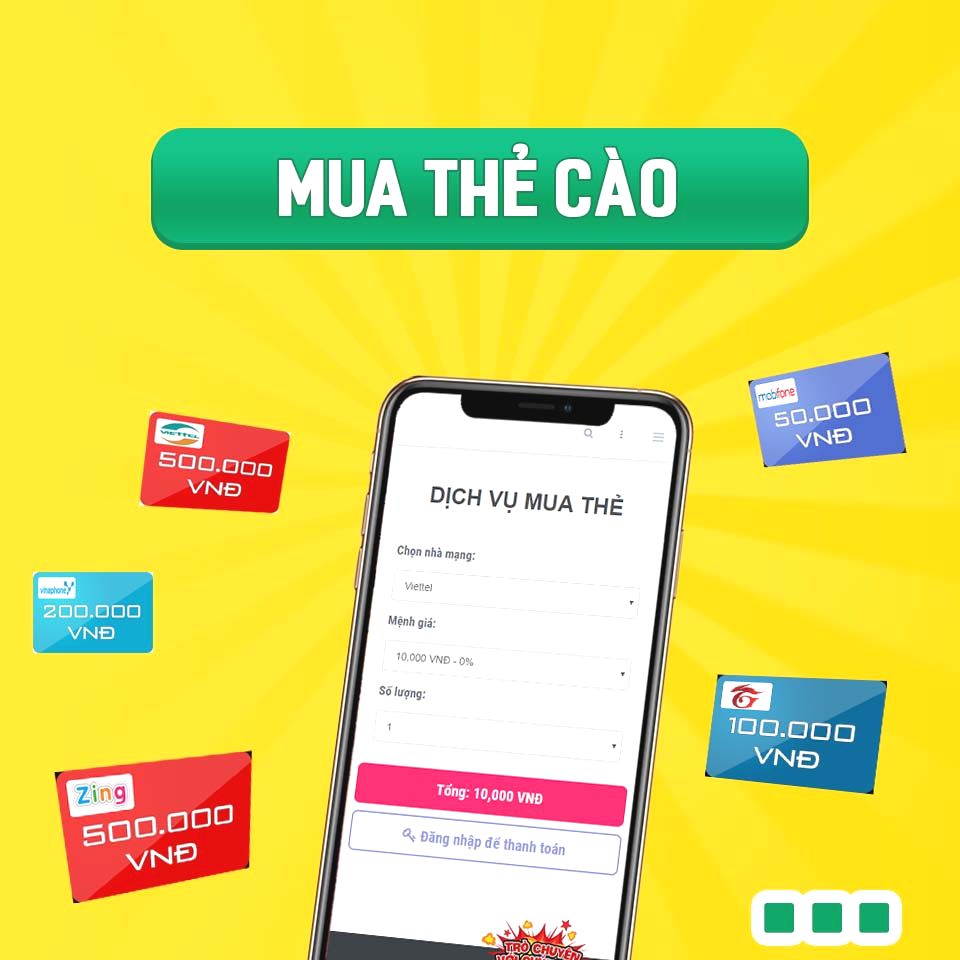 MUA THẺ CÀO
mobifone
50.000
VNĐ
VIETTEL
500.000
VNĐ
DỊCH VỤ MUA THẺ
Chọn nhà mạng:
Viettel
vinaphone
200.000
VNĐ
Mệnh giá:
10,000 VNĐ - 0%
Số lượng:
1
100.000
VNĐ
Zing
500.000
VNĐ
Tổng: 10,000 VNĐ
Đăng nhập để thanh toán
TRÒ CHUYỆN